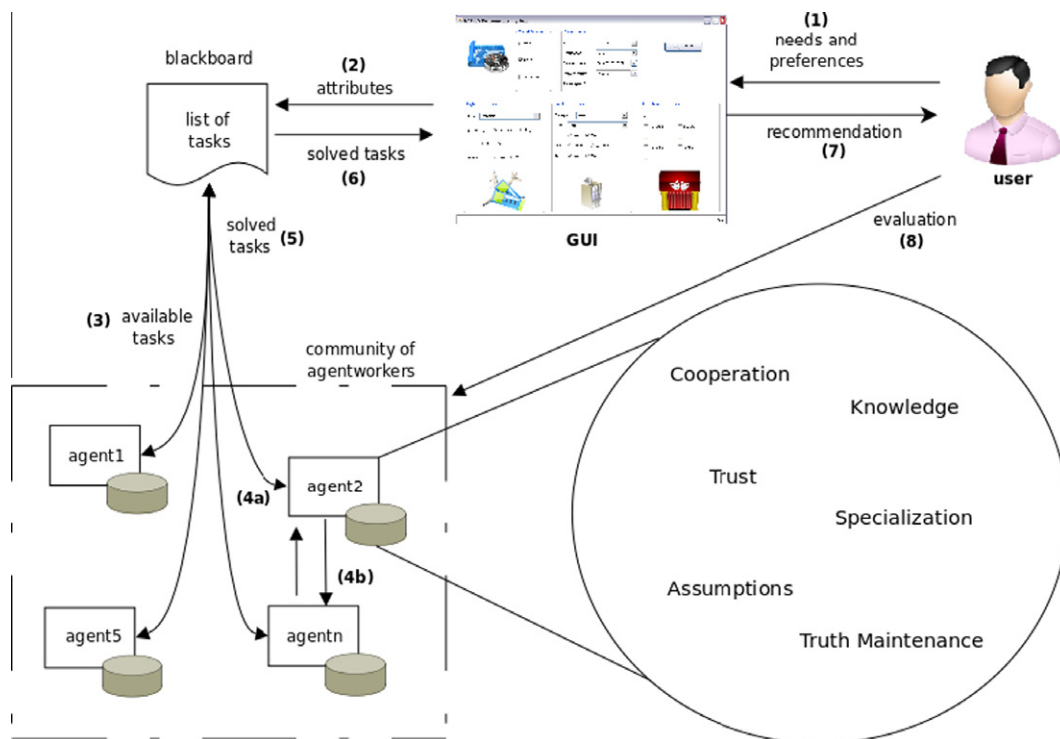 (1)
needs and
preferences
blackboard
(2)
attributes
list of
tasks
solved tasks
(6)
recommendation
(7)
user
GUI
evaluation
(8)
solved
tasks (5)
(3) available
tasks
community of
agentworkers
Cooperation
Knowledge
agent1
agent2
(4a)
Trust
Specialization
(4b)
Assumptions
agent5
agentn
Truth Maintenance